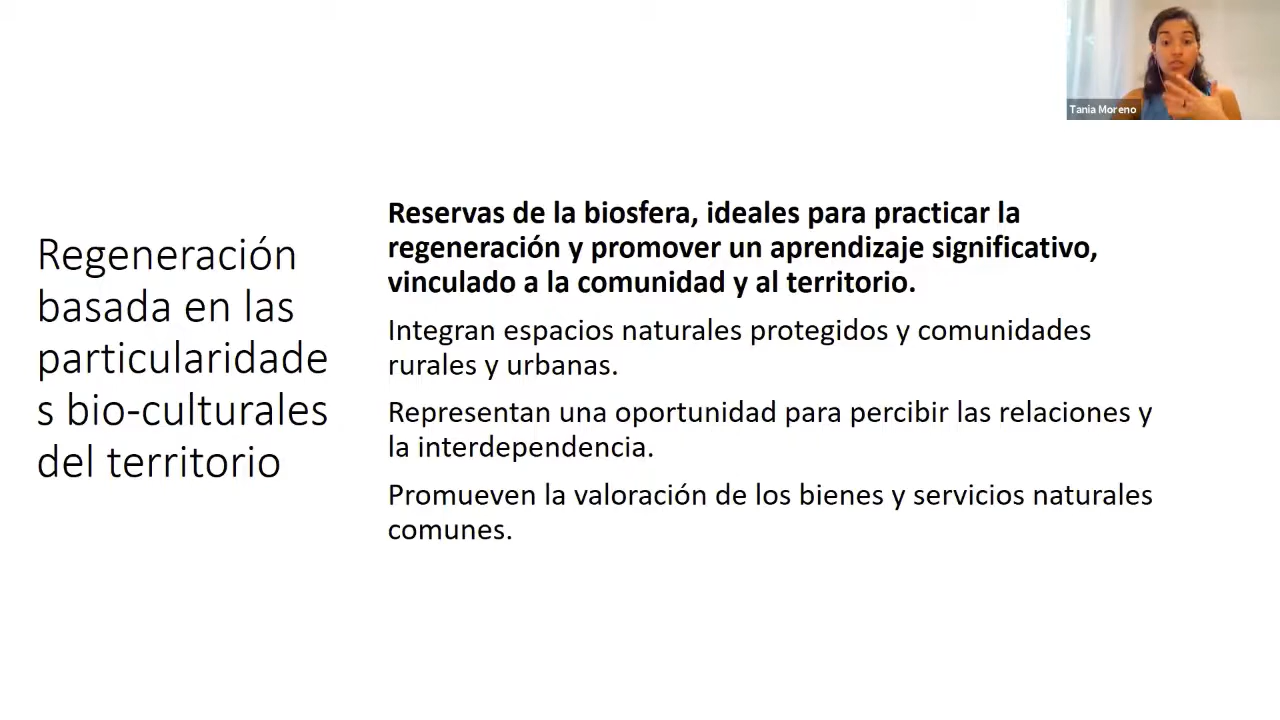 Tania Moreno
Regeneración
basada en las
particularidade
s bio-culturales
del territorio
Reservas de la biosfera, ideales para practicar la
regeneración y promover un aprendizaje significativo,
vinculado a la comunidad y al territorio.
Integran espacios naturales protegidos y comunidades
rurales y urbanas.
Representan una oportunidad para percibir las relaciones y
la interdependencia.
Promueven la valoración de los bienes y servicios naturales
comunes.